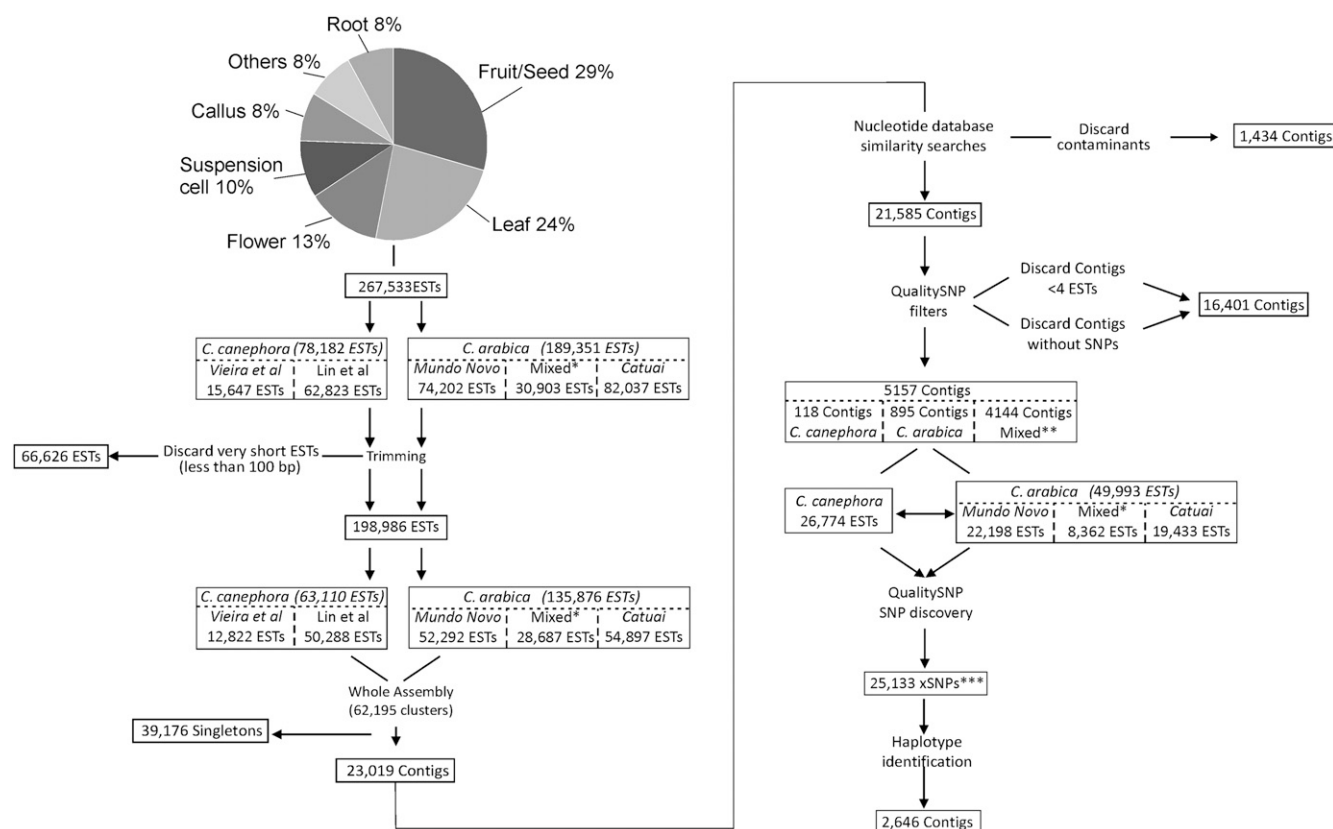 Root 8%
Others 8%
Fruit/Seed 29%
Callus 8%
Suspension
cell 10%
Leaf 24%
Flower 13%
267,533ESTs
C. canephora (78,182 ESTs)
Vieira et al
Lin et al
15,647 ESTs
62,823 ESTs
C. arabica (189,351 ESTs)
Mundo Novo
Mixed*
Catuai
74,202 ESTs
30,903 ESTs
82,037 ESTs
66,626 ESTs
Discard very short ESTs
(less than 100 bp)
Trimming
198,986 ESTs
C. canephora (63,110 ESTs)
Vieira et al
Lin et al
12,822 ESTs
50,288 ESTs
C. arabica (135,876 ESTs)
Mundo Novo
Mixed*
Catuai
52,292 ESTs
28,687 ESTs
54,897 ESTs
Whole Assembly
(62,195 clusters)
39,176 Singletons
23,019 Contigs
Nucleotide database
similarity searches
Discard
contaminants
1,434 Contigs
21,585 Contigs
QualitySNP
filters
Discard Contigs
<4 ESTs
Discard Contigs
without SNPs
16,401 Contigs
5157 Contigs
118 Contigs
895 Contigs
4144 Contigs
C. canephora
C. arabica
Mixed**
C. canephora
26,774 ESTs
C. arabica (49,993 ESTs)
Mundo Novo
Mixed*
Catuai
22,198 ESTs
8,362 ESTs
19,433 ESTs
QualitySNP
SNP discovery
25,133 xSNPs***
Haplotype
identification
2,646 Contigs